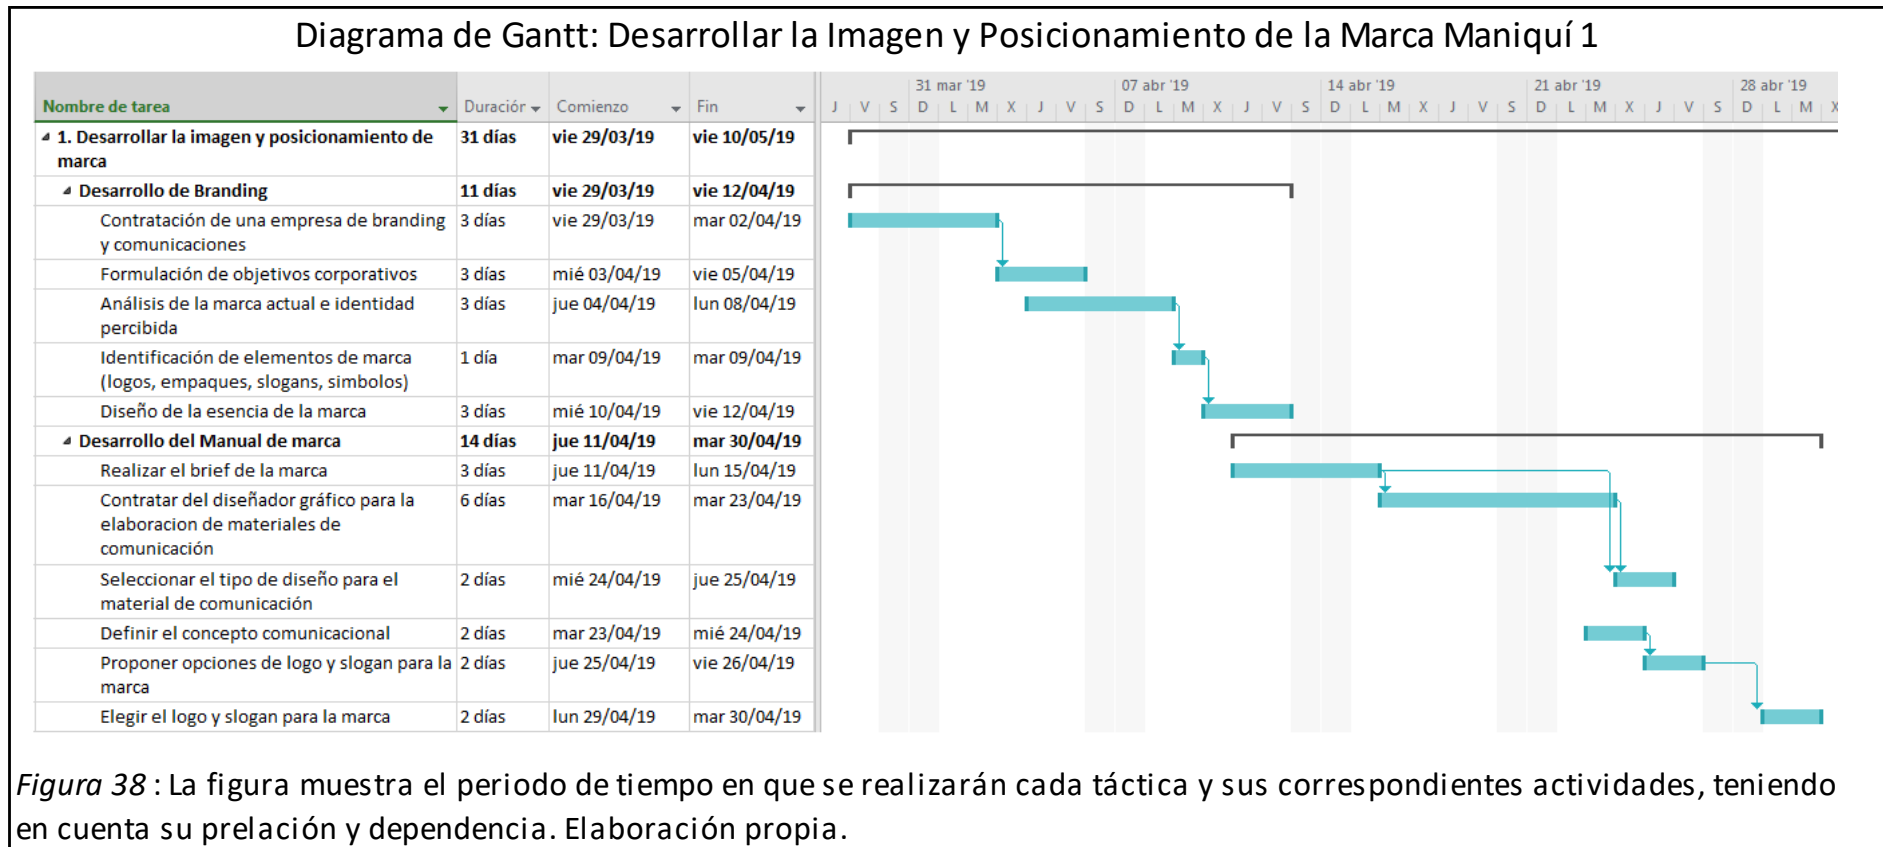 Diagrama de Gantt: Desarrollar la Imagen y Posicionamiento de la Marca Maniquí 1
31 mar '19 07 abr '19 14 abr '19 21 abr '19 28 abr '19
Nombre de tarea Duración Comienzo Fin J V S D L M X J V S D L M X J V S D L M X J V S D L M X J V S D L M X
1. Desarrollar la imagen y posicionamiento de 31 días vie 29/03/19 vie 10/05/19
marca
Desarrollo de Branding 11 días vie 29/03/19 vie 12/04/19
Contratación de una empresa de branding 3 días vie 29/03/19 mar 02/04/19
y comunicaciones
Formulación de objetivos corporativos 3 días mié 03/04/19 vie 05/04/19
Análisis de la marca actual e identidad 3 días jue 04/04/19 lun 08/04/19
percibida
Identificación de elementos de marca 1 día mar 09/04/19 mar 09/04/19
(logos, empaques, slogans, simbolos)
Diseño de la esencia de la marca 3 días mié 10/04/19 vie 12/04/19
Desarrollo del Manual de marca 14 días jue 11/04/19 mar 30/04/19
Realizar el brief de la marca 3 días jue 11/04/19 lun 15/04/19
Contratar del diseñador gráfico para la 6 días mar 16/04/19 mar 23/04/19
elaboracion de materiales de
comunicación
Seleccionar el tipo de diseño para el 2 días mié 24/04/19 jue 25/04/19
material de comunicación
Definir el concepto comunicacional 2 días mar 23/04/19 mié 24/04/19
Proponer opciones de logo y slogan para la 2 días jue 25/04/19 vie 26/04/19
marca
Elegir el logo y slogan para la marca 2 días lun 29/04/19 mar 30/04/19
Figura 38 : La figura muestra el periodo de tiempo en que se realizarán cada táctica y sus correspondientes actividades, teniendo
en cuenta su prelación y dependencia. Elaboración propia.